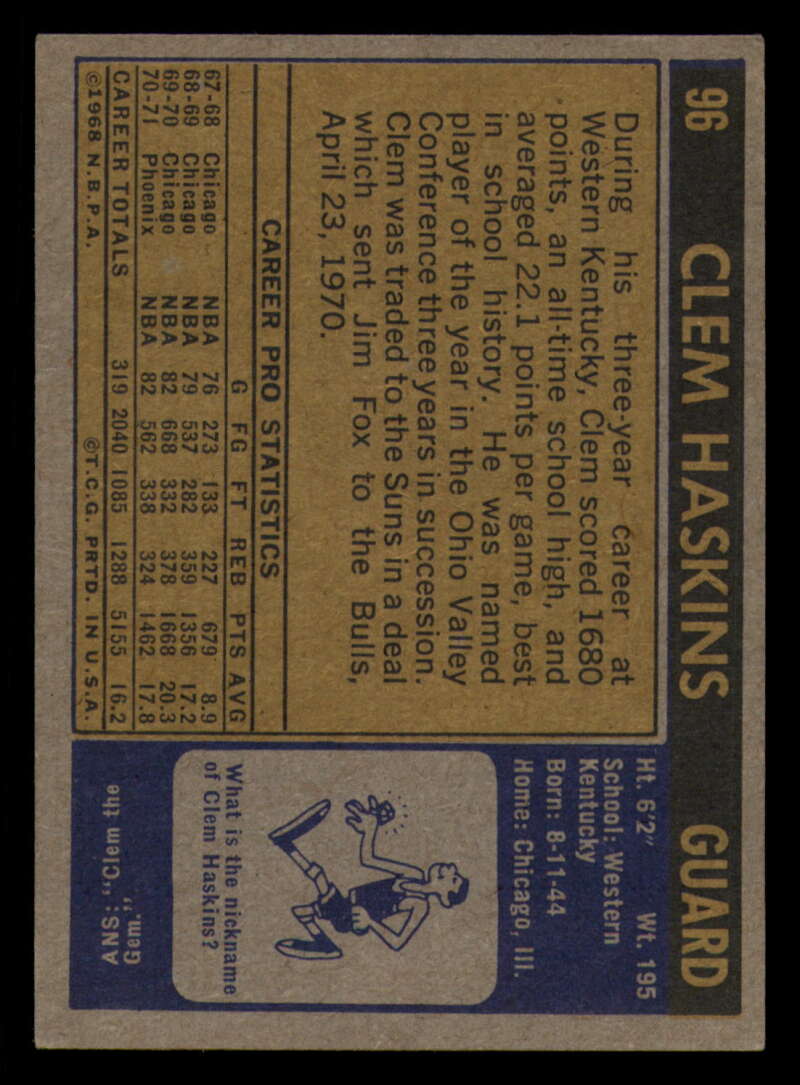 96 CLEM HASKINS GUARD
During his three-year career at
Western Kentucky, Clem scored 1680
points, an all-time school high, and
averaged 22.1 points per game, best
in school history. He was named
player of the year in the Ohio Valley
Conference three years in succession.
Clem was traded to the Suns in a deal
which sent Jim Fox to the Bulls,
April 23, 1970.
CAREER PRO STATISTICS
G FG FT REB PTS AVG
67-68 Chicago NBA 76 273 133 227 679 8.9
68-69 Chicago NBA 79 537 282 359 1356 17.2
69-70 Chicago NBA 82 668 332 378 1668 20.3
70-71 Phoenix NBA 82 562 338 324 1462 17.8
CAREER TOTALS 319 2040 1085 1288 5155 16.2
©1968 N.B.P.A. ©T.C.G. PRTD. IN U.S.A.
Ht. 6'2" Wt. 195
School: Western
Kentucky
Born: 8-11-44
Home: Chicago, Ill.
What is the nickname
of Clem Haskins?
ANS: "Clem the
Gem."